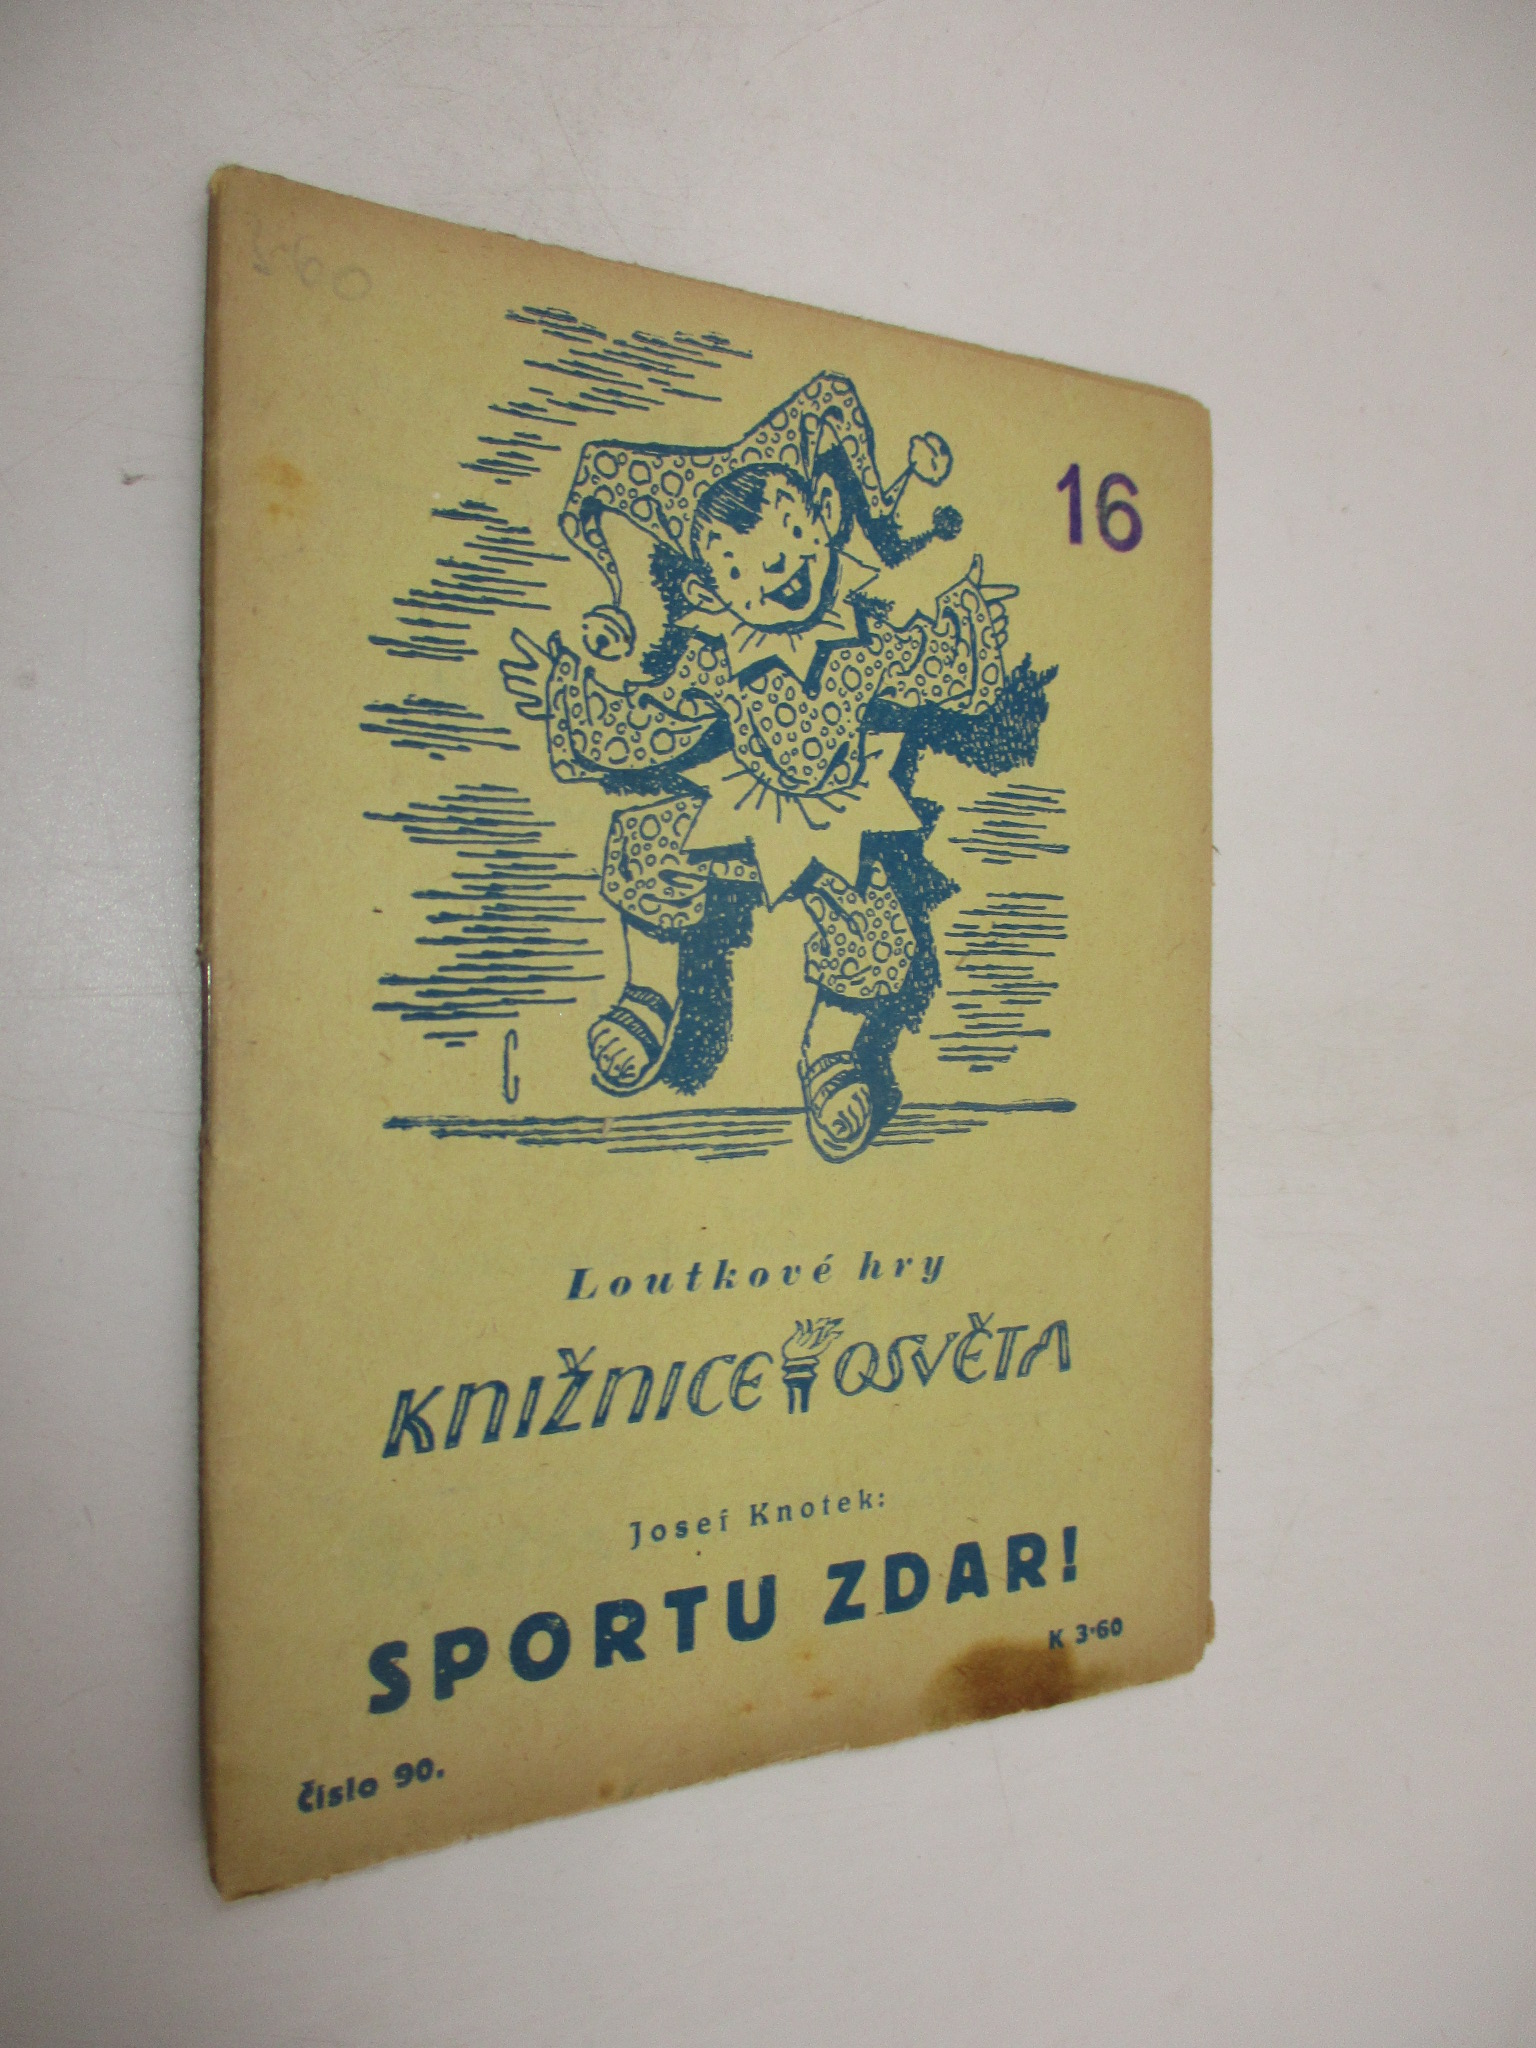 16
Loutkové hry
KNIŽNICE OSVĚTA
Josef Knotek:
SPORTU ZDAR!
K 3·60
Číslo 90.